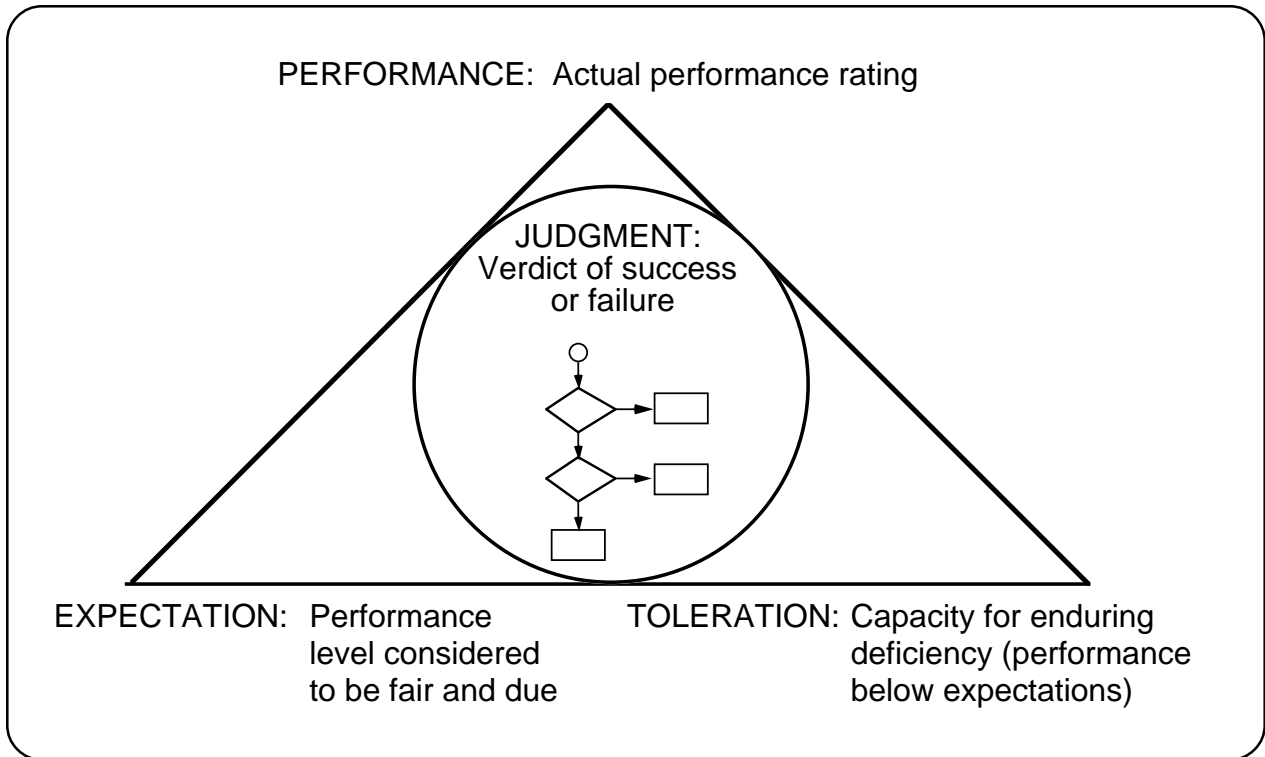 PERFORMANCE: Actual performance rating
JUDGMENT:
Verdict of success
or failure
EXPECTATION: Performance
level considered
to be fair and due
TOLERATION: Capacity for enduring
deficiency (performance
below expectations)